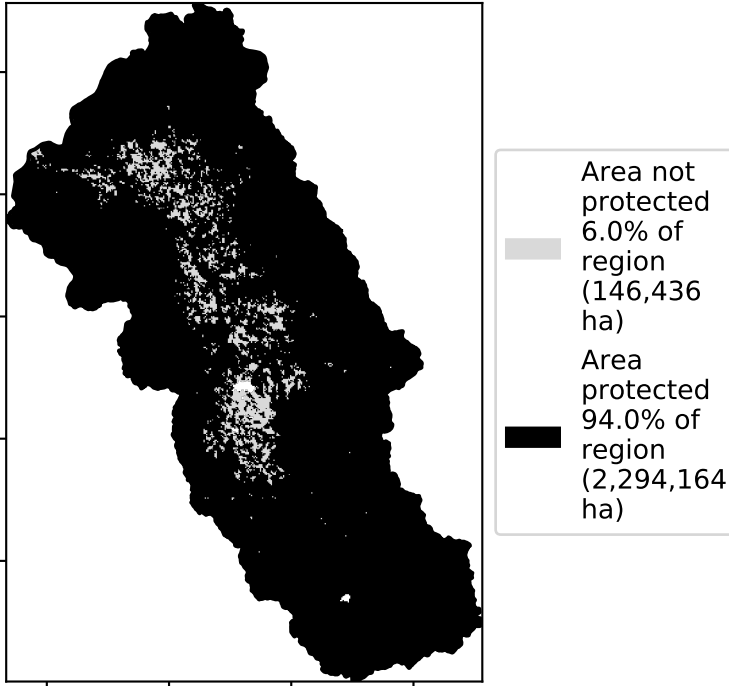 Area not
protected
6.0% of
region
(146,436
ha)
Area
protected
94.0% of
region
(2,294,164
ha)